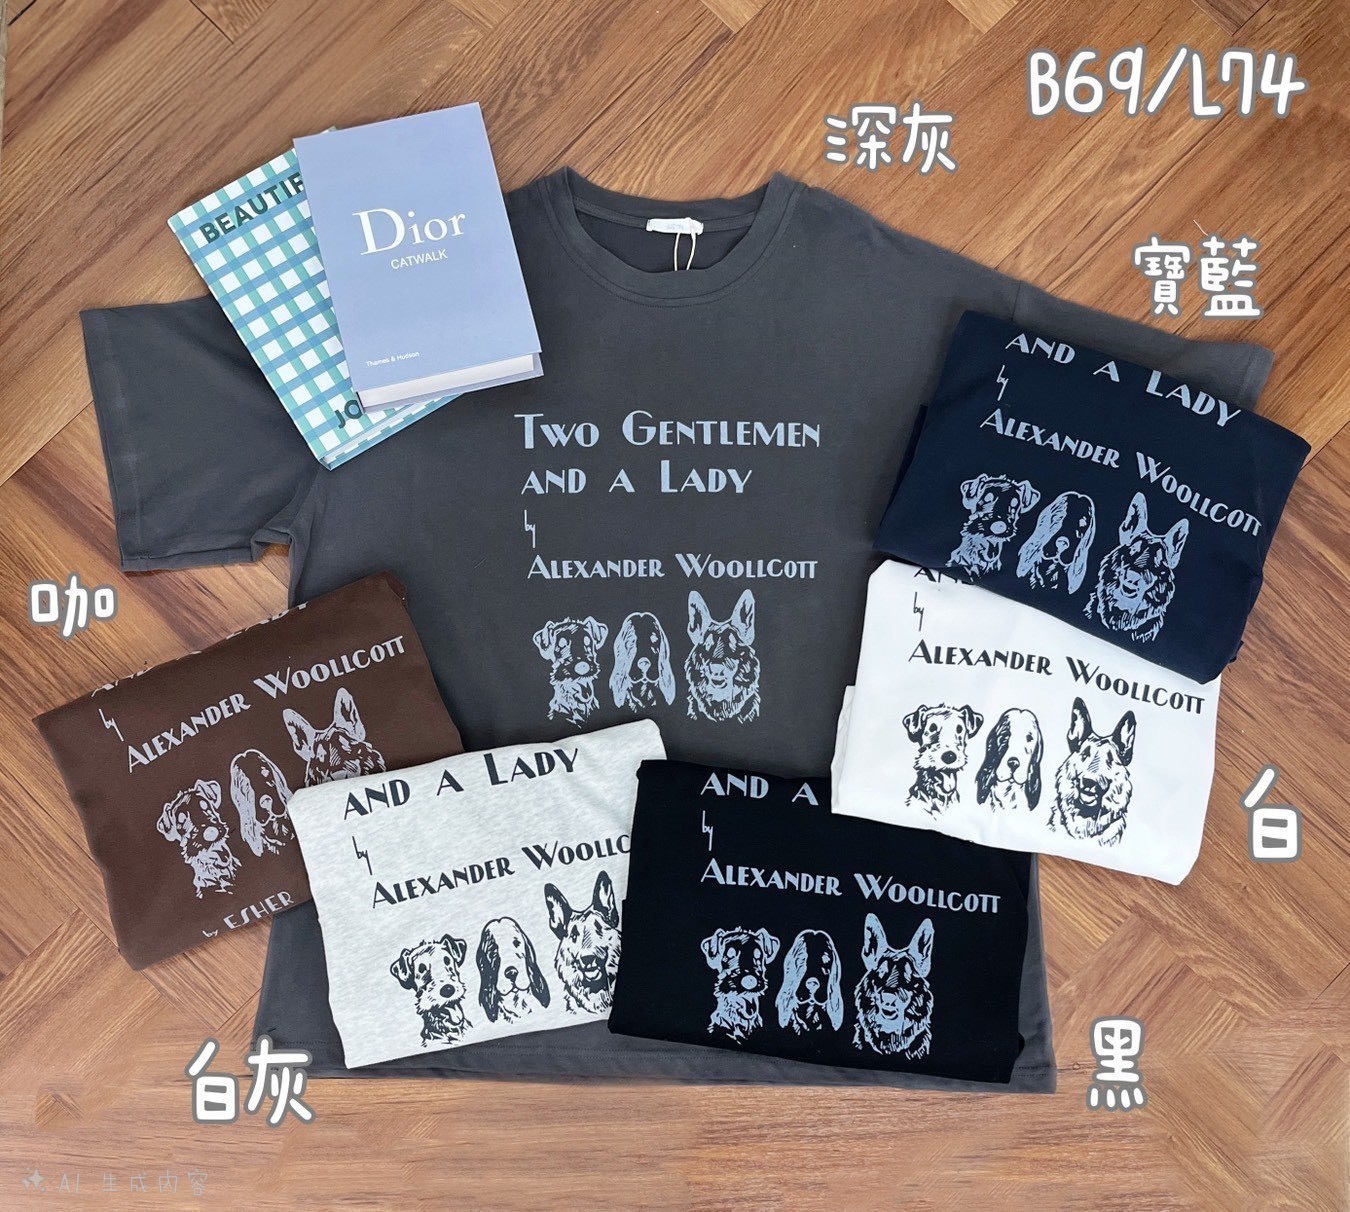 B69/L74
深灰
寶藍
BEAUTIF
JO
Dior
CATWALK
Thames & Hudson
TWO GENTLEMEN
AND A LADY
by
ALEXANDER WOOLLCOTT
AND A LADY
by
ALEXANDER WOOLLCOTT
咖
by
ALEXANDER WOOLLCOTT
by ESHER
AND A LADY
by
ALEXANDER WOOLLC
白灰
AND A
by
ALEXANDER WOOLLCOTT
黑
by
ALEXANDER WOOLLCOTT
白
AI 生成內容